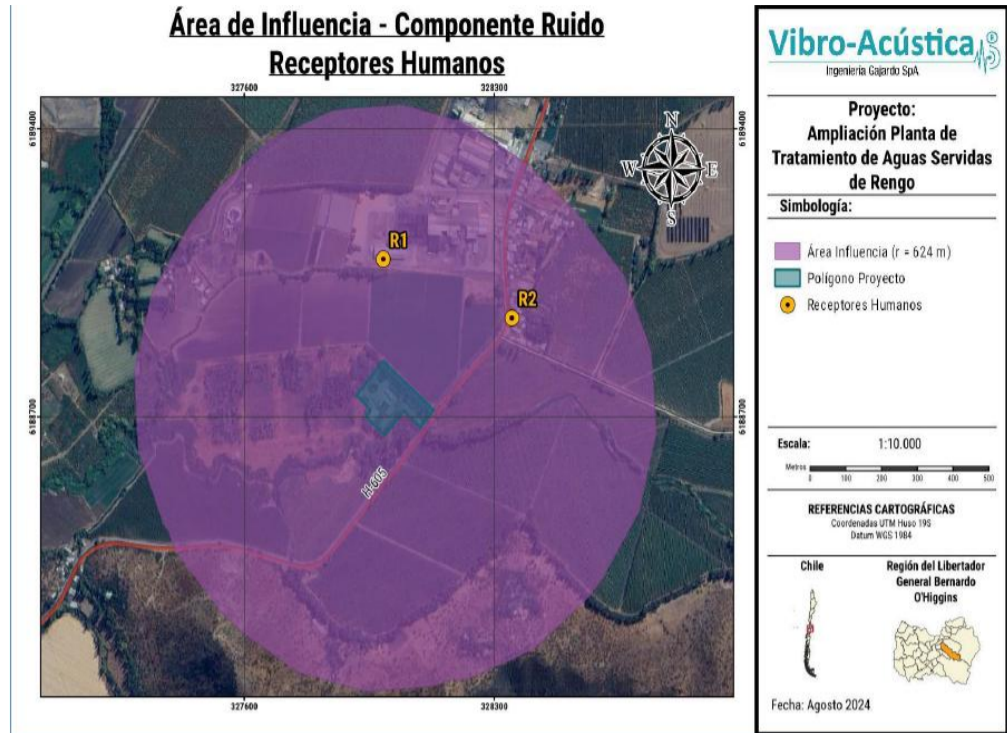 Área de Influencia - Componente Ruido
Receptores Humanos
327600
328300
6189400
6189400
N
W
E
S
R1
R2
6188700
6188700
H-605
327600
328300
Vibro-Acústica
Ingeniería Gajardo SpA
Proyecto:
Ampliación Planta de
Tratamiento de Aguas Servidas
de Rengo
Simbología:
Área Influencia (r = 624 m)
Polígono Proyecto
Receptores Humanos
Escala:
1:10.000
Metros
0 100 200 300 400 500
REFERENCIAS CARTOGRÁFICAS
Coordenadas UTM Huso 19S
Datum WGS 1984
Chile
Región del Libertador
General Bernardo
O'Higgins
Fecha: Agosto 2024